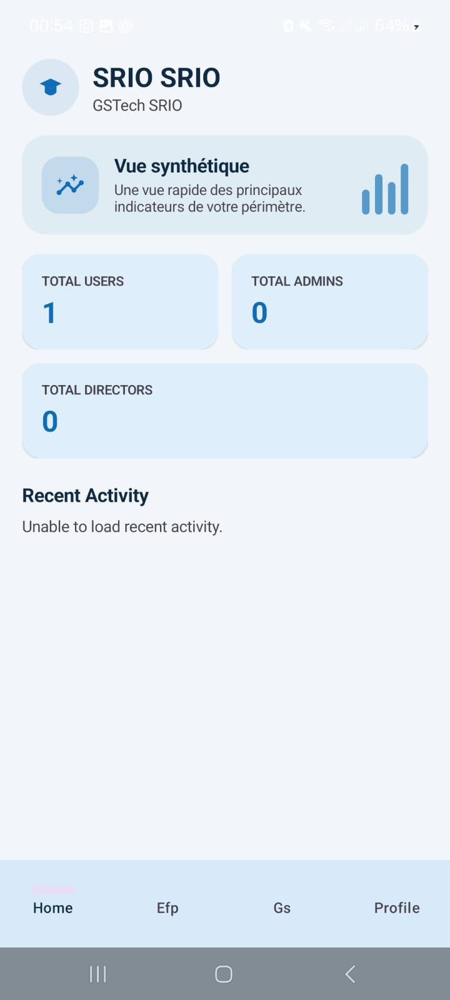 00:54 64%
SRIO SRIO
GSTech SRIO
Vue synthétique
Une vue rapide des principaux
indicateurs de votre périmètre.
TOTAL USERS
1
TOTAL ADMINS
0
TOTAL DIRECTORS
0
Recent Activity
Unable to load recent activity.
Home Efp Gs Profile